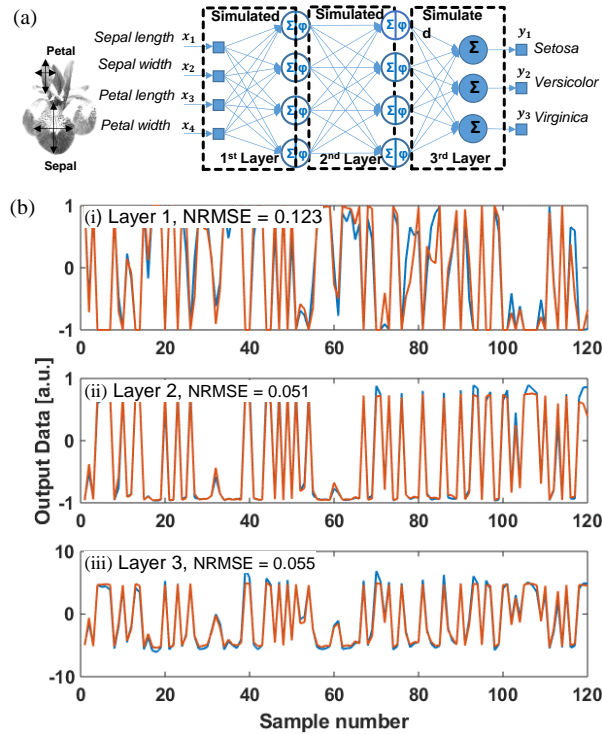 (a)
Petal
Sepal
Sepal length x₁
Sepal width x₂
Petal length x₃
Petal width x₄
Simulated
1st Layer
Simulated
2nd Layer
Simulate
d
3rd Layer
Σ φ Σ φ
Σ φ Σ φ
Σ φ Σ φ
Σ φ Σ φ
Σ
Σ
Σ
y₁
Setosa
y₂
Versicolor
y₃
Virginica
(b)
Output Data [a.u.]
(i) Layer 1, NRMSE = 0.123
1
0
-1
0 20 40 60 80 100 120
(ii) Layer 2, NRMSE = 0.051
1
0
-1
0 20 40 60 80 100 120
(iii) Layer 3, NRMSE = 0.055
10
0
-10
0 20 40 60 80 100 120
Sample number